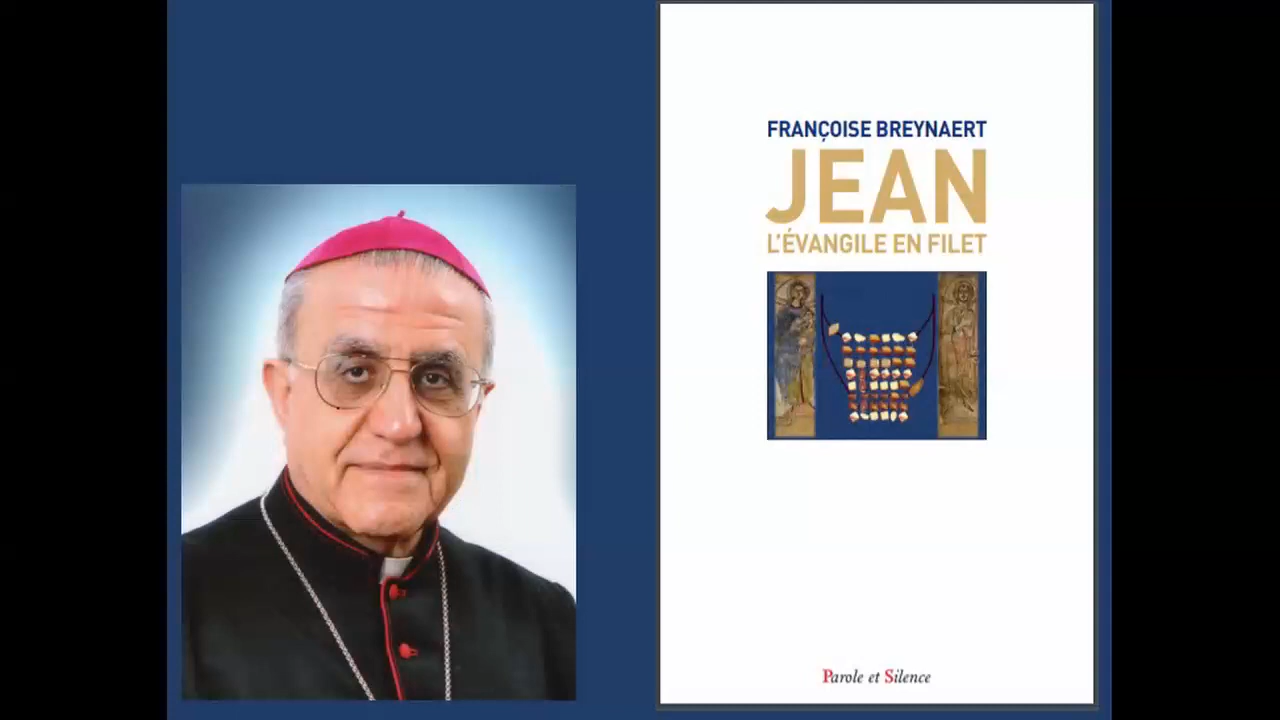 FRANÇOISE BREYNAERT
JEAN
L'ÉVANGILE EN FILET
Parole et Silence